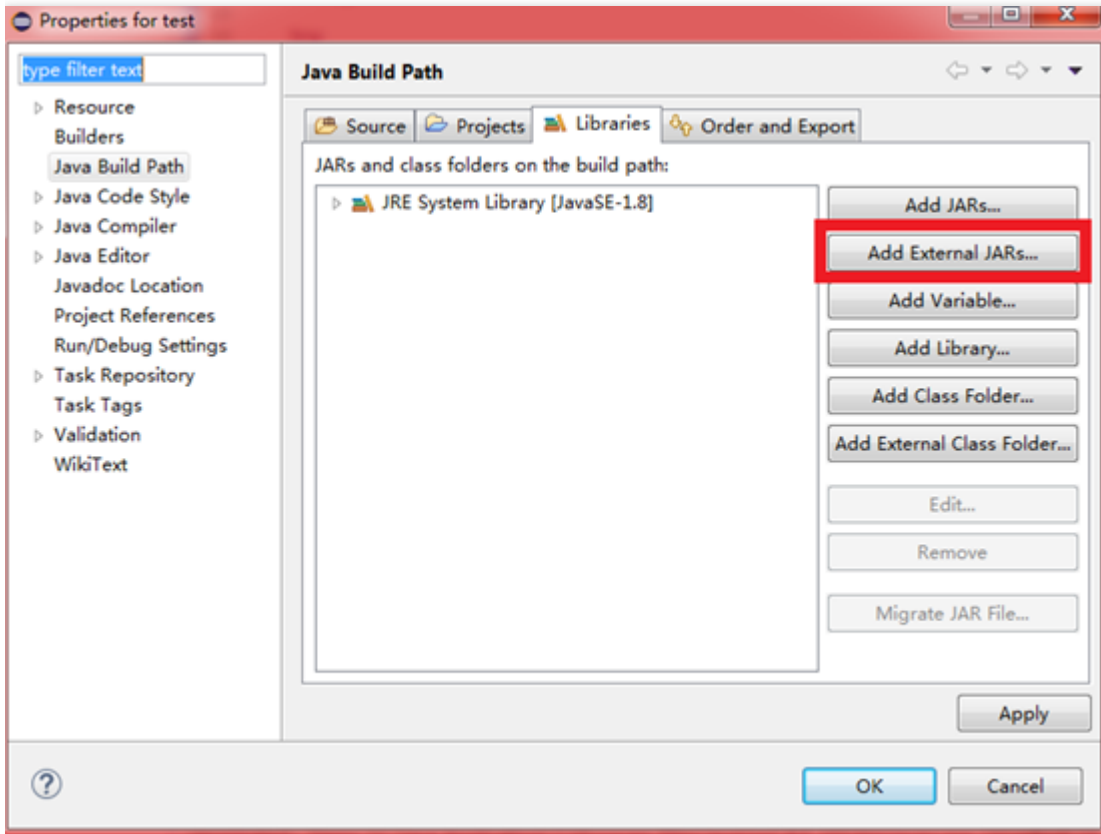 Properties for test
type filter text
Resource
Builders
Java Build Path
Java Code Style
Java Compiler
Java Editor
Javadoc Location
Project References
Run/Debug Settings
Task Repository
Task Tags
Validation
WikiText
Java Build Path
Source
Projects
Libraries
Order and Export
JARs and class folders on the build path:
JRE System Library [JavaSE-1.8]
Add JARs...
Add External JARs...
Add Variable...
Add Library...
Add Class Folder...
Add External Class Folder...
Edit...
Remove
Migrate JAR File...
Apply
OK
Cancel